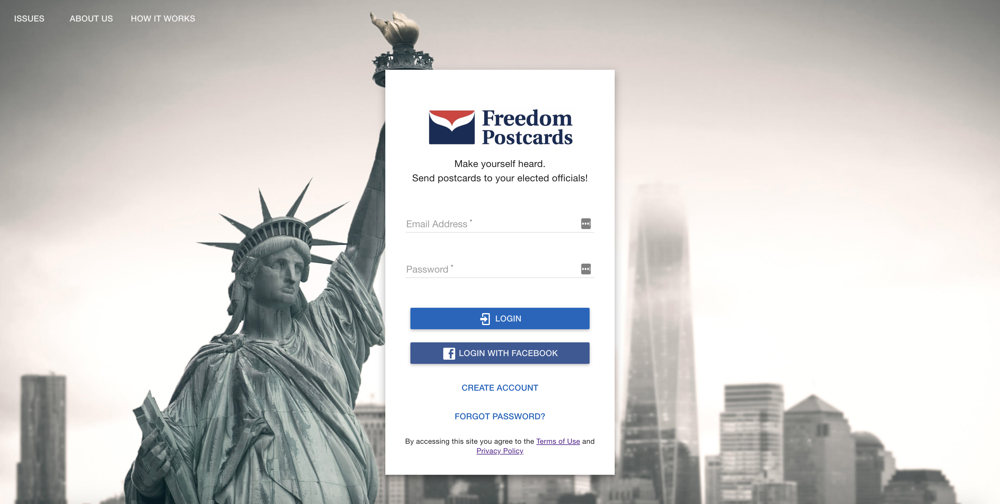 ISSUES
ABOUT US
HOW IT WORKS
Freedom
Postcards
Make yourself heard.
Send postcards to your elected officials!
Email Address *
Password *
LOGIN
LOGIN WITH FACEBOOK
CREATE ACCOUNT
FORGOT PASSWORD?
By accessing this site you agree to the Terms of Use and
Privacy Policy